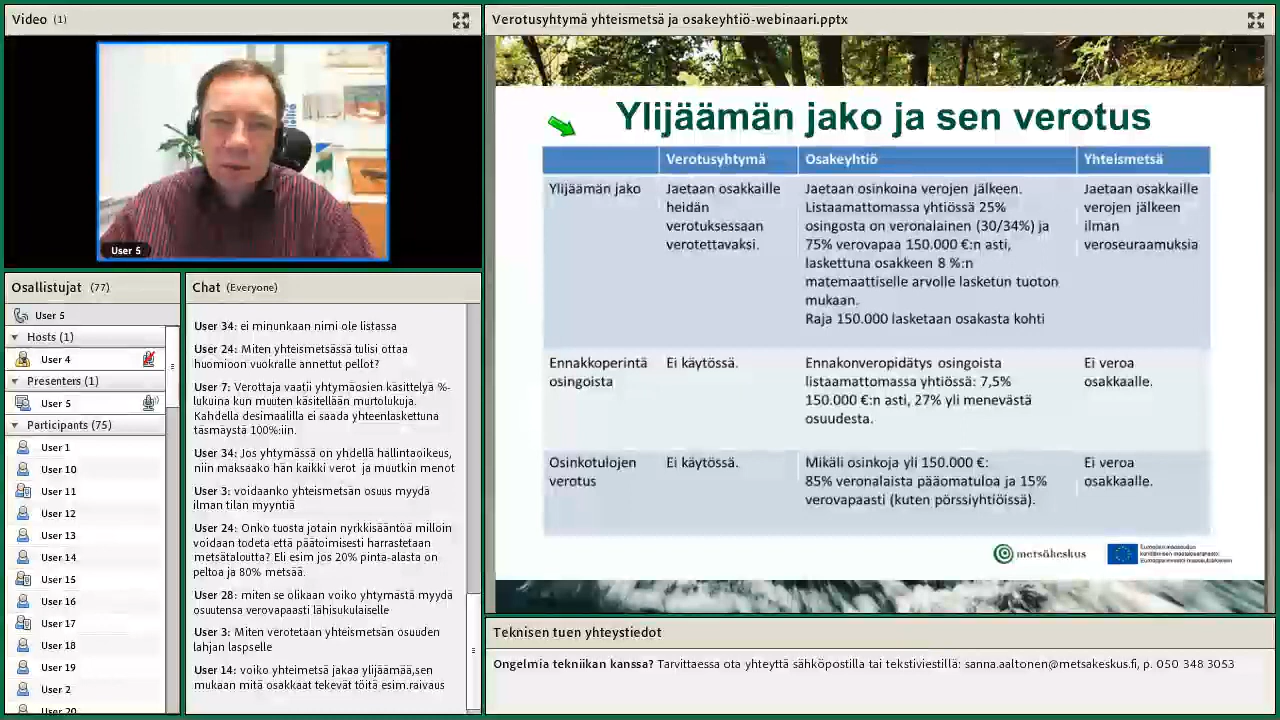 Video (1)
User 5
Osallistujat (77)
User 5
Hosts (1)
User 4
Presenters (1)
User 5
Participants (75)
User 1
User 10
User 11
User 12
User 13
User 14
User 15
User 16
User 17
User 18
User 19
User 2
User 20
Chat (Everyone)
User 34: ei minunkaan nimi ole listassa
User 24: Miten yhteismetsässä tulisi ottaa
huomioon vuokralle annettut pellot?
User 7: Verottaja vaatii yhtymäosien käsittelyä %-
lukuina kun muuten käsitellään murtolukuja.
Kahdella desimaalilla ei saada yhteenlaskettuna
täsmäystä 100%:iin.
User 34: Jos yhtymässä on yhdellä hallintaoikeus,
niin maksaako hän kaikki verot ja muutkin menot
User 3: voidaanko yhteismetsän osuus myydä
ilman tilan myyntiä
User 24: Onko tuosta jotain nyrkkisääntöä milloin
voidaan todeta että päätoimisesti harrastetaan
metsätaloutta? Eli esim jos 20% pinta-alasta on
peltoa ja 80% metsää.
User 28: miten se olikaan voiko yhtymästä myydä
osuutensa verovapaasti lähisukulaiselle
User 3: Miten verotetaan yhteismetsän osuuden
lahjan laspselle
User 14: voiko yhteimetsä jakaa ylijäämää,sen
mukaan mitä osakkaat tekevät töitä esim.raivaus
Verotusyhtymä yhteismetsä ja osakeyhtiö-webinaari.pptx
Ylijäämän jako ja sen verotus
Verotusyhtymä
Osakeyhtiö
Yhteismetsä
Ylijäämän jako
Jaetaan osakkaille
heidän
verotuksessaan
verotettavaksi.
Jaetaan osinkoina verojen jälkeen.
Listaamattomassa yhtiössä 25%
osingosta on veronalainen (30/34%) ja
75% verovapaa 150.000 €:n asti,
laskettuna osakkeen 8 %:n
matemaattiselle arvolle lasketun tuoton
mukaan.
Raja 150.000 lasketaan osakasta kohti
Jaetaan osakkaille
verojen jälkeen
ilman
veroseuraamuksia
Ennakkoperintä
osingoista
Ei käytössä.
Ennakonveropidätys osingoista
listaamattomassa yhtiössä: 7,5%
150.000 €:n asti, 27% yli menevästä
osuudesta.
Ei veroa
osakkaalle.
Osinkotulojen
verotus
Ei käytössä.
Mikäli osinkoja yli 150.000 €:
85% veronalaista pääomatuloa ja 15%
verovapaasti (kuten pörssiyhtiöissä).
Ei veroa
osakkaalle.
metsäkeskus
Teknisen tuen yhteystiedot
Ongelmia tekniikan kanssa? Tarvittaessa ota yhteyttä sähköpostilla tai tekstiviestillä: sanna.aaltonen@metsakeskus.fi, p. 050 348 3053